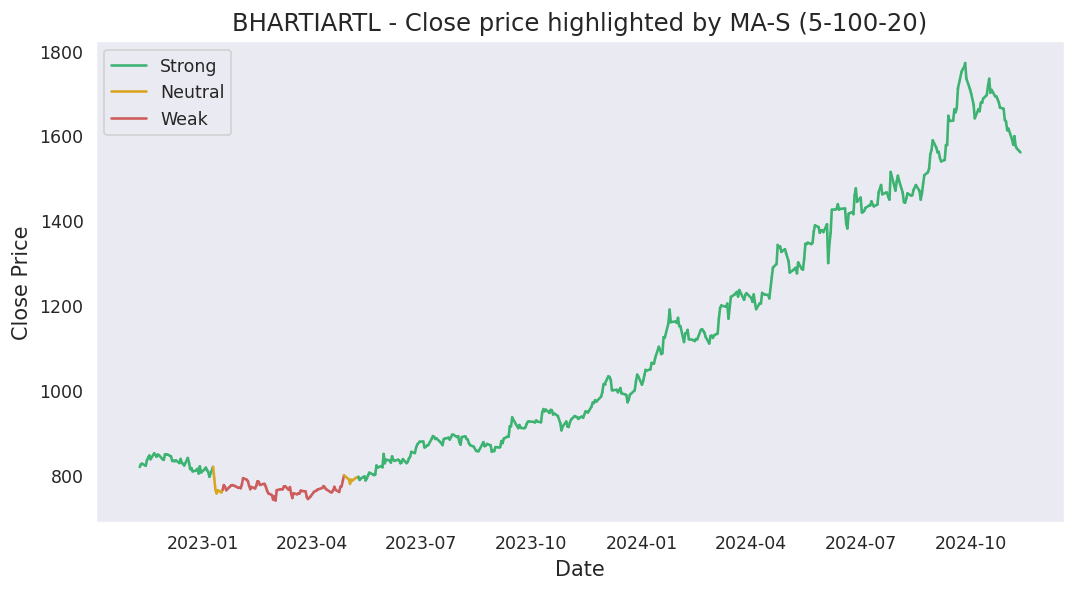 BHARTIARTL - Close price highlighted by MA-S (5-100-20)
Strong
Neutral
Weak
Close Price
1800
1600
1400
1200
1000
800
2023-01 2023-04 2023-07 2023-10 2024-01 2024-04 2024-07 2024-10
Date